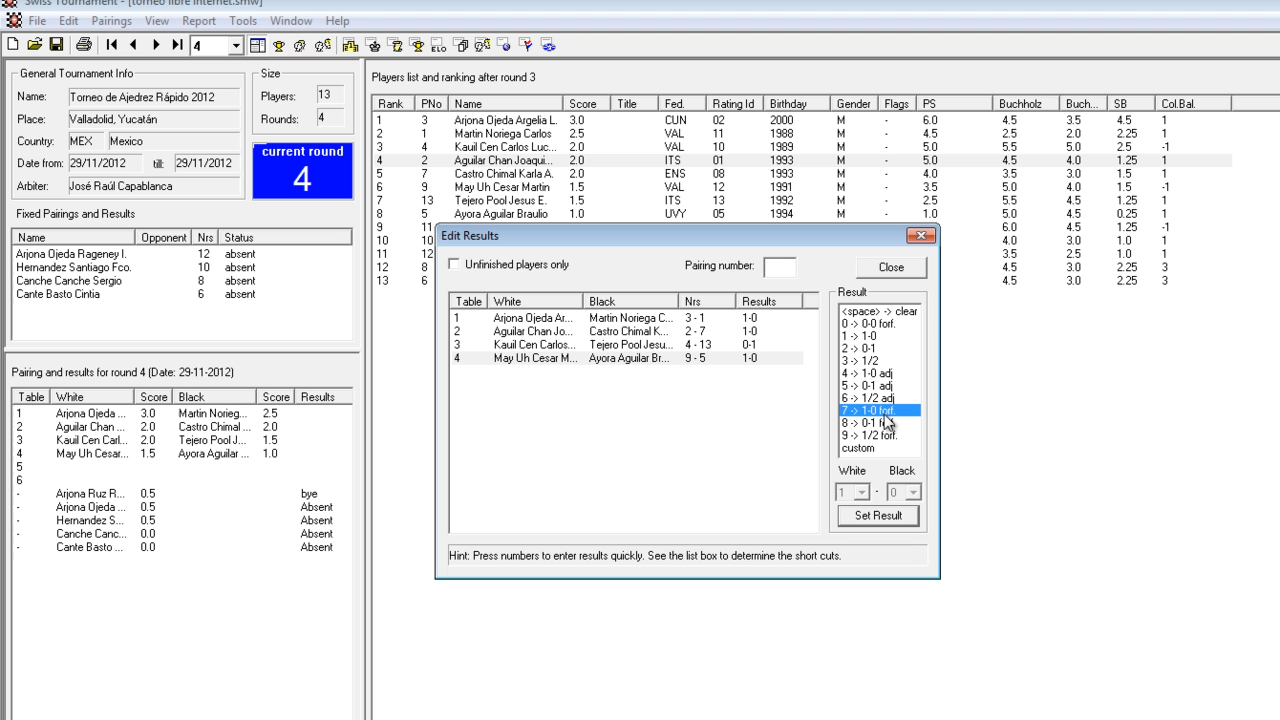 Swiss Tournament - [torneo libre internet.smw]
File Edit Pairings View Report Tools Window Help
4 ELO
General Tournament Info
Name: Torneo de Ajedrez Rápido 2012
Place: Valladolid, Yucatán
Country: MEX Mexico
Date from: 29/11/2012 till: 29/11/2012
Arbiter: José Raúl Capablanca
Size
Players: 13
Rounds: 4
current round
4
Fixed Pairings and Results
Name Opponent Nrs Status
Arjona Ojeda Rageney I. 12 absent
Hernandez Santiago Fco. 10 absent
Canche Canche Sergio 8 absent
Cante Basto Cintia 6 absent
Pairing and results for round 4 (Date: 29-11-2012)
Table White Score Black Score Results
1 Arjona Ojeda ... 3.0 Martin Norieg... 2.5
2 Aguilar Chan ... 2.0 Castro Chimal ... 2.0
3 Kauil Cen Carl... 2.0 Tejero Pool J... 1.5
4 May Uh Cesar... 1.5 Ayora Aguilar ... 1.0
5
6
- Arjona Ruz R... 0.5 bye
- Arjona Ojeda ... 0.5 Absent
- Hernandez S... 0.5 Absent
- Canche Canc... 0.0 Absent
- Cante Basto ... 0.0 Absent
Players list and ranking after round 3
Rank PNo Name Score Title Fed. Rating Id Birthday Gender Flags PS Buchholz Buch... SB Col.Bal.
1 3 Arjona Ojeda Argelia L. 3.0 CUN 02 2000 M - 6.0 4.5 3.5 4.5 1
2 1 Martin Noriega Carlos 2.5 VAL 11 1988 M - 4.5 2.5 2.0 2.25 1
3 4 Kauil Cen Carlos Luc... 2.0 VAL 10 1989 M - 5.0 5.5 5.0 2.5 -1
4 2 Aguilar Chan Joaqui... 2.0 ITS 01 1993 M - 5.0 4.5 4.0 1.25 1
5 7 Castro Chimal Karla A. 2.0 ENS 08 1993 M - 4.0 3.5 3.0 1.5 1
6 9 May Uh Cesar Martin 1.5 VAL 12 1991 M - 3.5 5.0 4.0 1.5 -1
7 13 Tejero Pool Jesus E. 1.5 ITS 13 1992 M - 2.5 5.5 4.5 1.25 1
8 5 Ayora Aguilar Braulio 1.0 UVY 05 1994 M - 1.0 5.0 4.5 0.25 1
9 11 6.0 4.5 1.25 -1
10 10 4.0 3.0 1.0 1
11 12 3.5 2.5 1.0 1
12 8 4.5 3.0 2.25 3
13 6 4.5 3.0 2.25 3
Edit Results
Unfinished players only
Pairing number:
Close
Table White Black Nrs Results
1 Arjona Ojeda Ar... Martin Noriega C... 3 - 1 1-0
2 Aguilar Chan Jo... Castro Chimal K... 2 - 7 1-0
3 Kauil Cen Carlos... Tejero Pool Jesu... 4 - 13 0-1
4 May Uh Cesar M... Ayora Aguilar Br... 9 - 5 1-0
Result
<space> -> clear
0 -> 0-0 forf.
1 -> 1-0
2 -> 0-1
3 -> 1/2
4 -> 1-0 adj
5 -> 0-1 adj
6 -> 1/2 adj
7 -> 1-0 forf.
8 -> 0-1
9 -> 1/2 forf.
custom
White Black
1 - 0
Set Result
Hint: Press numbers to enter results quickly. See the list box to determine the short cuts.